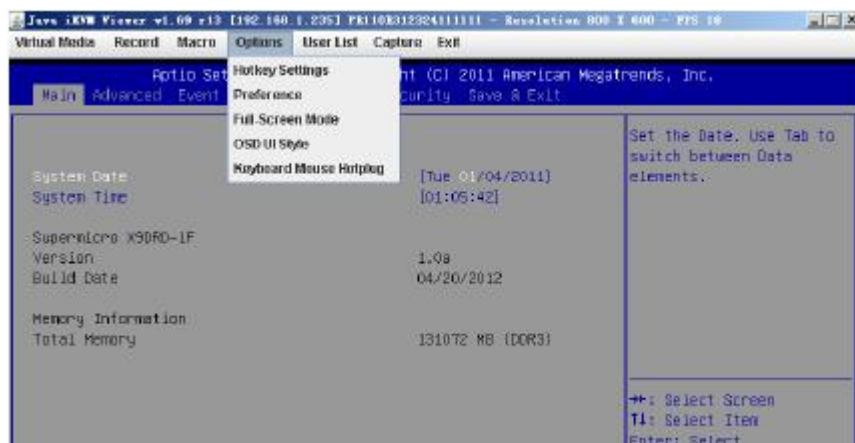 Java iKVM Viewer v1.69 r13 [192.168.1.235] - Resolution 800 X 600 - FPS 10
Virtual Media Record Macro Options User List Capture Exit
Hotkey Settings
Preference
Full-Screen Mode
OSD UI Style
Keyboard Mouse Hotplug
Aptio Set ht (C) 2011 American Megatrends, Inc.
Main Advanced Event curity Save & Exit
System Date [Tue 01/04/2011]
System Time [01:05:42]
Supermicro X9DRD-iF
Version 1.0a
Build Date 04/20/2012
Memory Information
Total Memory 131072 MB (DDR3)
Set the Date. Use Tab to
switch between Data
elements.
→←: Select Screen
↑↓: Select Item
Enter: Select